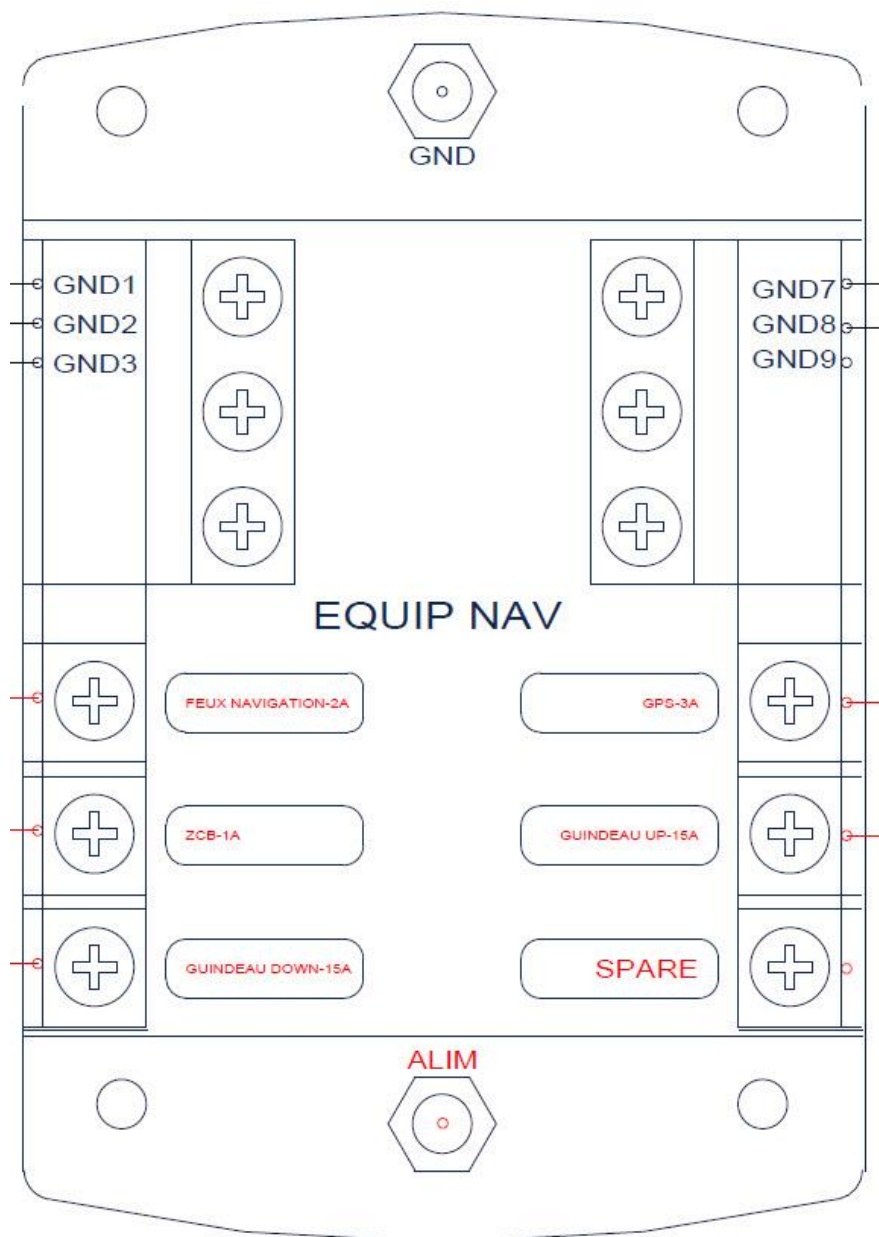 GND
GND1
GND2
GND3
GND7
GND8
GND9
EQUIP NAV
FEUX NAVIGATION-2A
GPS-3A
ZCB-1A
GUINDEAU UP-15A
GUINDEAU DOWN-15A
SPARE
ALIM